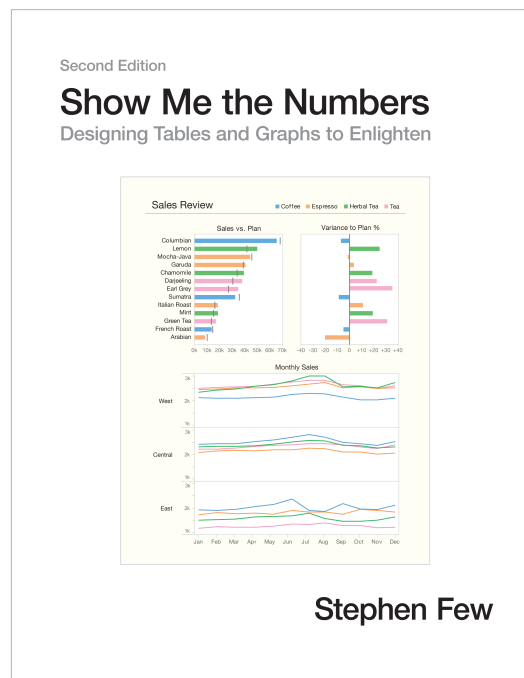 Second Edition
Show Me the Numbers
Designing Tables and Graphs to Enlighten
Sales Review
Coffee Espresso Herbal Tea Tea
Sales vs. Plan
Variance to Plan %
Columbian
Lemon
Mocha-Java
Garuda
Chamomile
Darjeeling
Earl Grey
Sumatra
Italian Roast
Mint
Green Tea
French Roast
Arabian
0k 10k 20k 30k 40k 50k 60k 70k
-40 -30 -20 -10 0 +10 +20 +30 +40
Monthly Sales
3k
West
2k
1k
3k
Central
2k
1k
3k
East
2k
1k
Jan Feb Mar Apr May Jun Jul Aug Sep Oct Nov Dec
Stephen Few